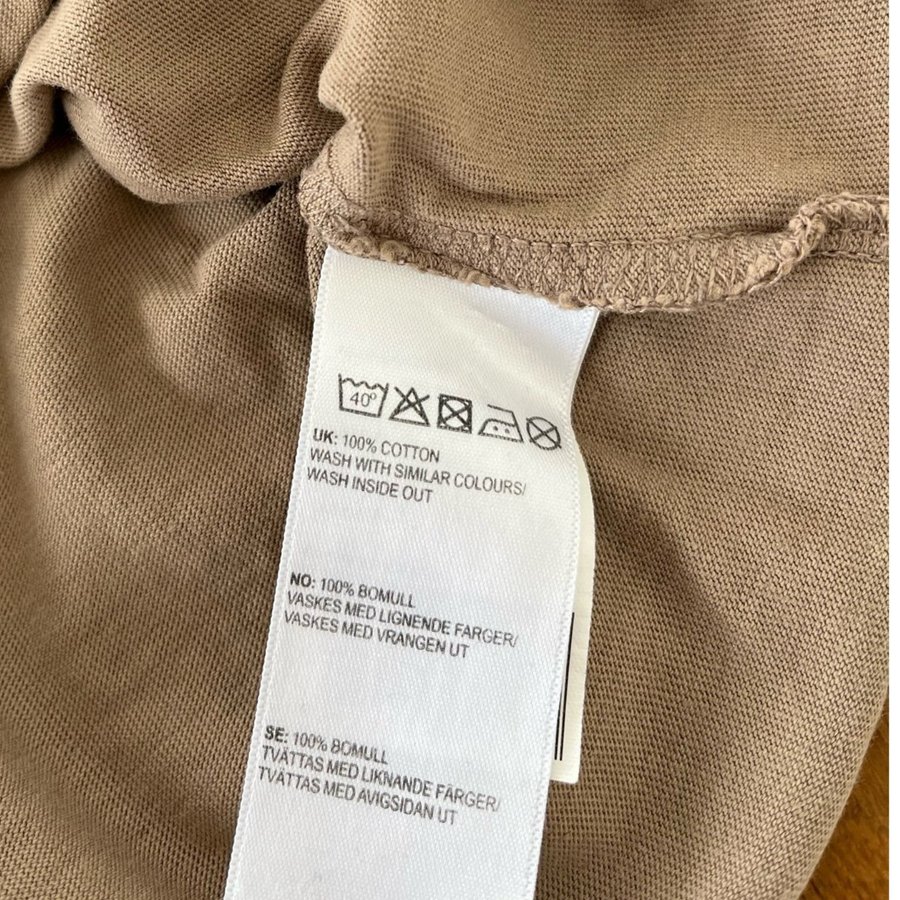 40°
UK: 100% COTTON
WASH WITH SIMILAR COLOURS/
WASH INSIDE OUT
NO: 100% BOMULL
VASKES MED LIGNENDE FARGER/
VASKES MED VRANGEN UT
SE: 100% BOMULL
TVÄTTAS MED LIKNANDE FÄRGER/
TVÄTTAS MED AVIGSIDAN UT